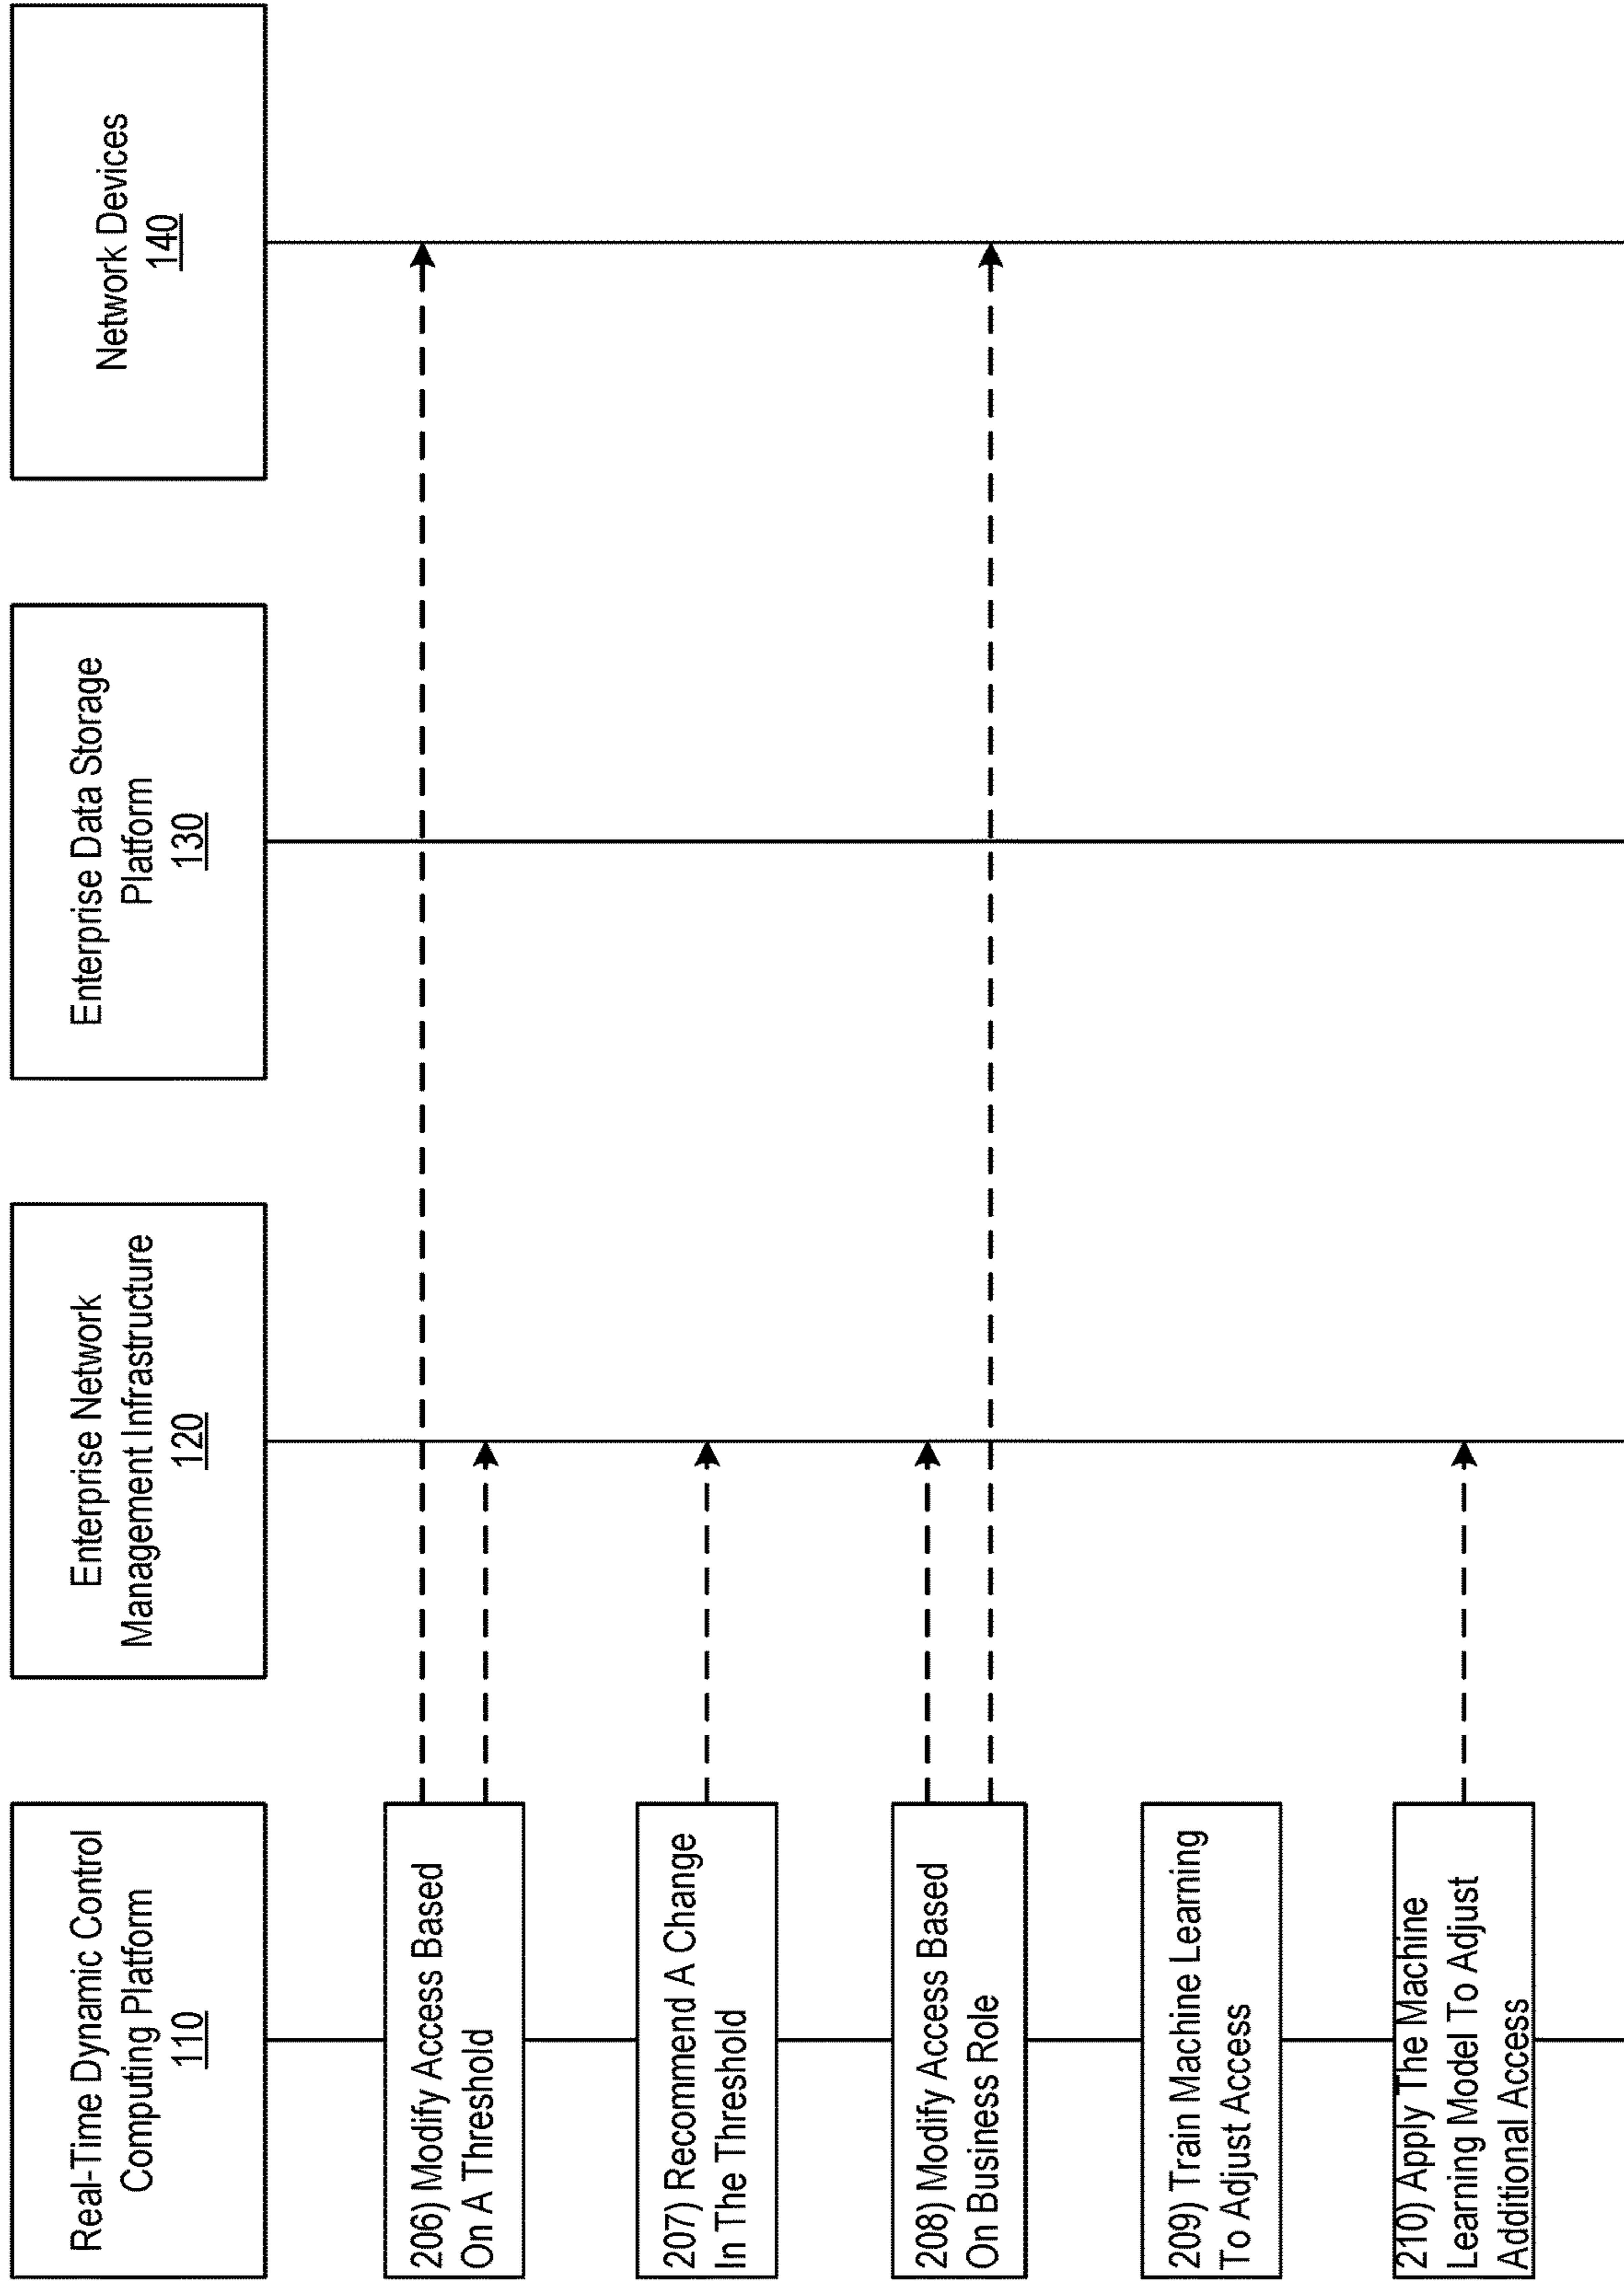 Real-Time Dynamic Control
Computing Platform
110
Enterprise Network
Management Infrastructure
120
Enterprise Data Storage
Platform
130
Network Devices
140
206) Modify Access Based
On A Threshold
207) Recommend A Change
In The Threshold
208) Modify Access Based
On Business Role
209) Train Machine Learning
To Adjust Access
210) Apply The Machine
Learning Model To Adjust
Additional Access